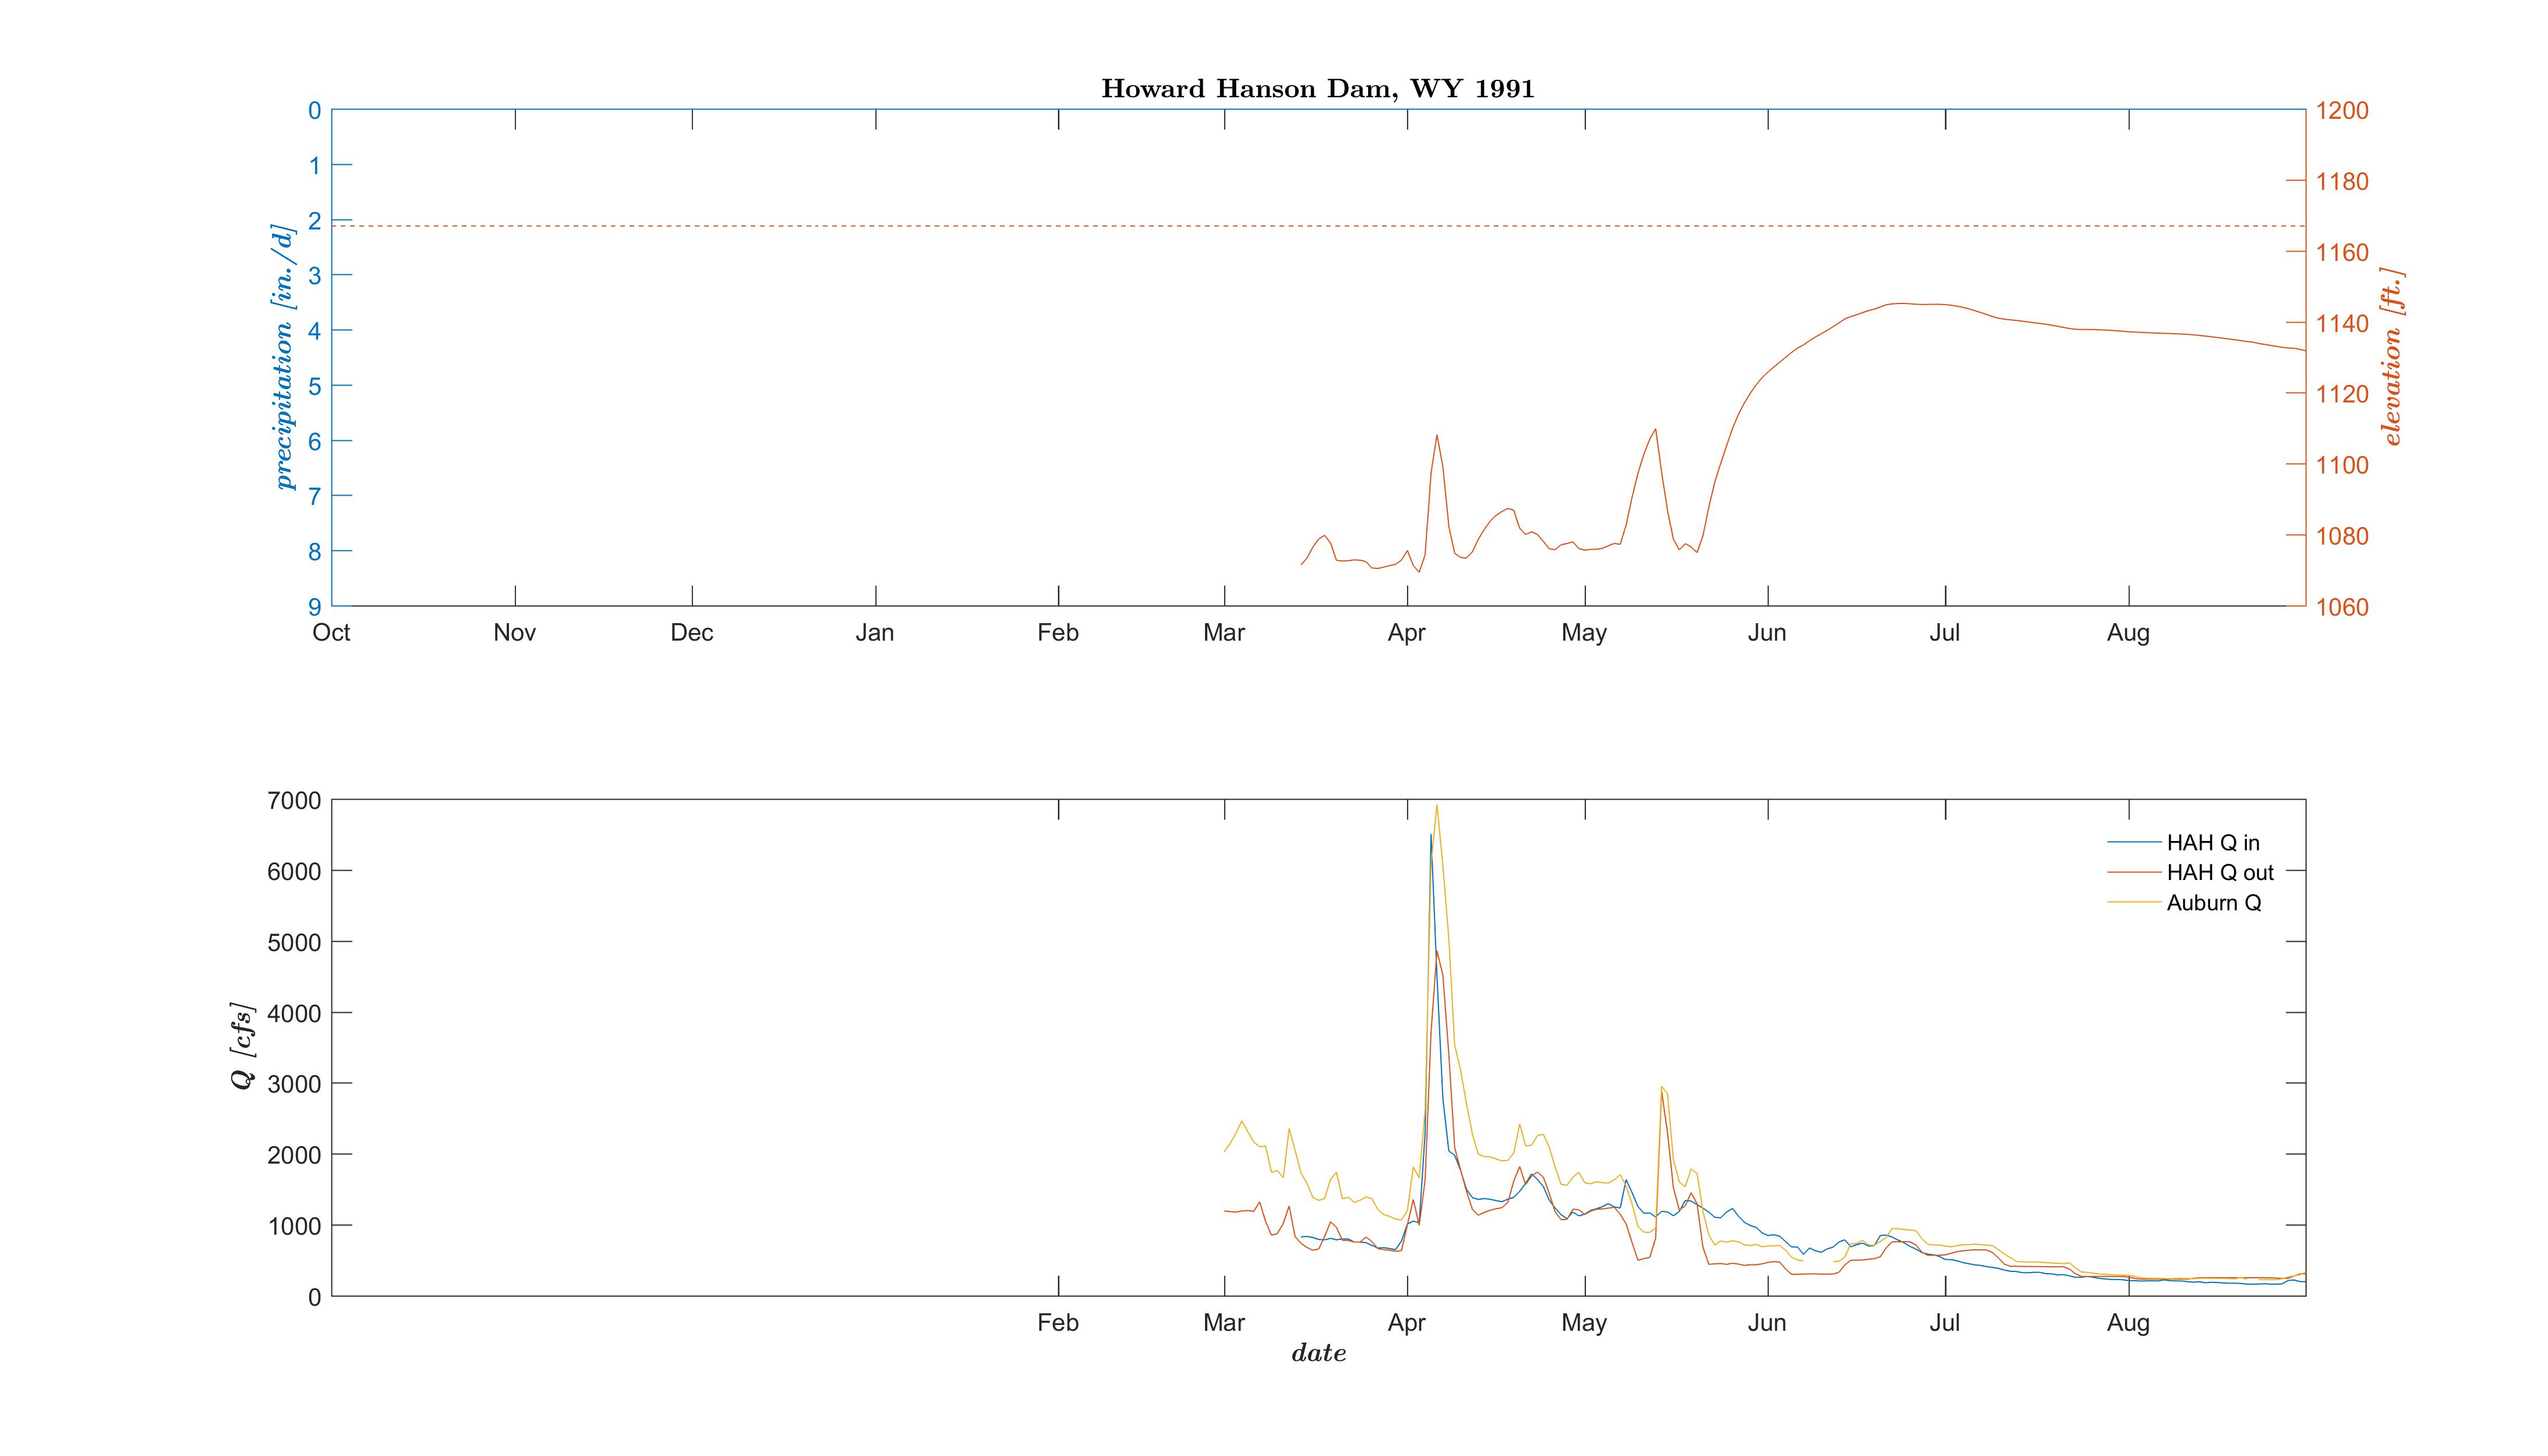 Howard Hanson Dam, WY 1991
0
1
2
3
4
5
6
7
8
9
precipitation [in./d]
1200
1180
1160
1140
1120
1100
1080
1060
elevation [ft.]
Oct Nov Dec Jan Feb Mar Apr May Jun Jul Aug
7000
6000
5000
4000
3000
2000
1000
0
Q [cfs]
HAH Q in
HAH Q out
Auburn Q
Feb Mar Apr May Jun Jul Aug
date